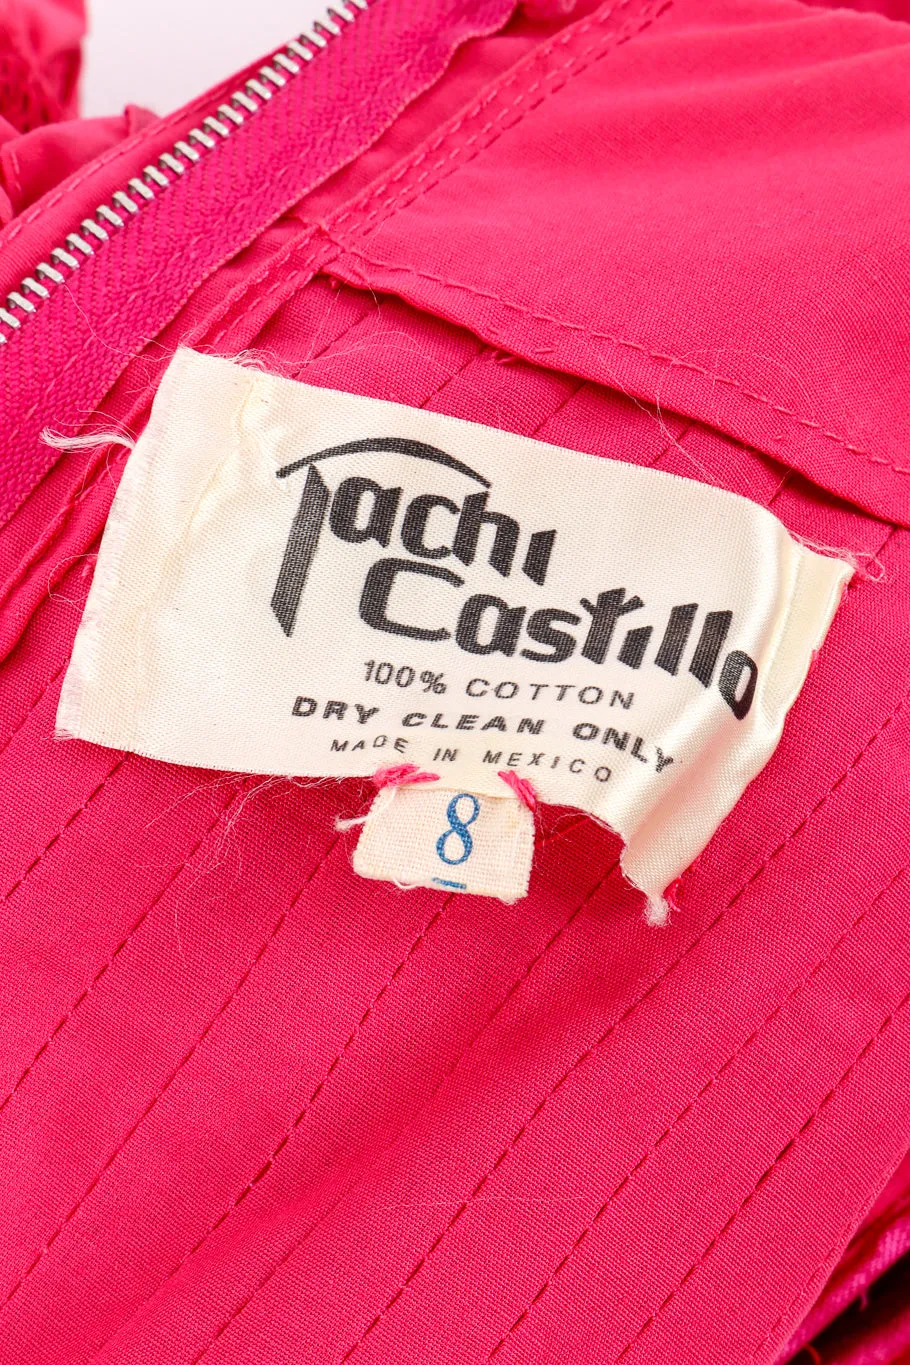 Tachi
Castillo
100% COTTON
DRY CLEAN ONLY
MADE IN MEXICO
8